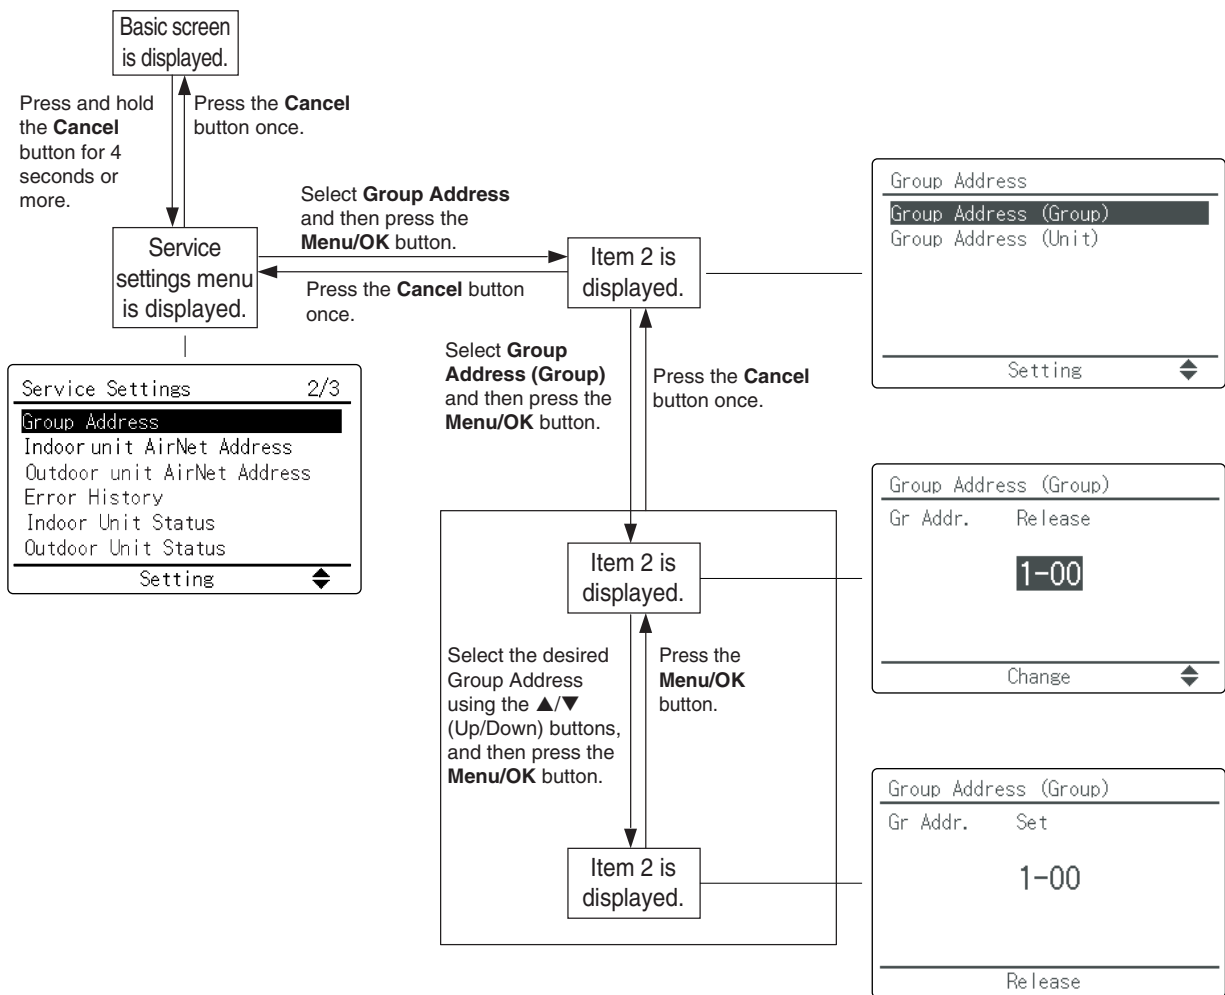 Basic screen
is displayed.
Press and hold
the Cancel
button for 4
seconds or
more.
Press the Cancel
button once.
Service
settings menu
is displayed.
Select Group Address
and then press the
Menu/OK button.
Press the Cancel button
once.
Item 2 is
displayed.
Group Address
Group Address (Group)
Group Address (Unit)
Setting
Service Settings 2/3
Group Address
Indoor unit AirNet Address
Outdoor unit AirNet Address
Error History
Indoor Unit Status
Outdoor Unit Status
Setting
Select Group
Address (Group)
and then press the
Menu/OK button.
Press the Cancel
button once.
Item 2 is
displayed.
Group Address (Group)
Gr Addr. Release
1-00
Change
Select the desired
Group Address
using the ▲/▼
(Up/Down) buttons,
and then press the
Menu/OK button.
Press the
Menu/OK
button.
Item 2 is
displayed.
Group Address (Group)
Gr Addr. Set
1-00
Release